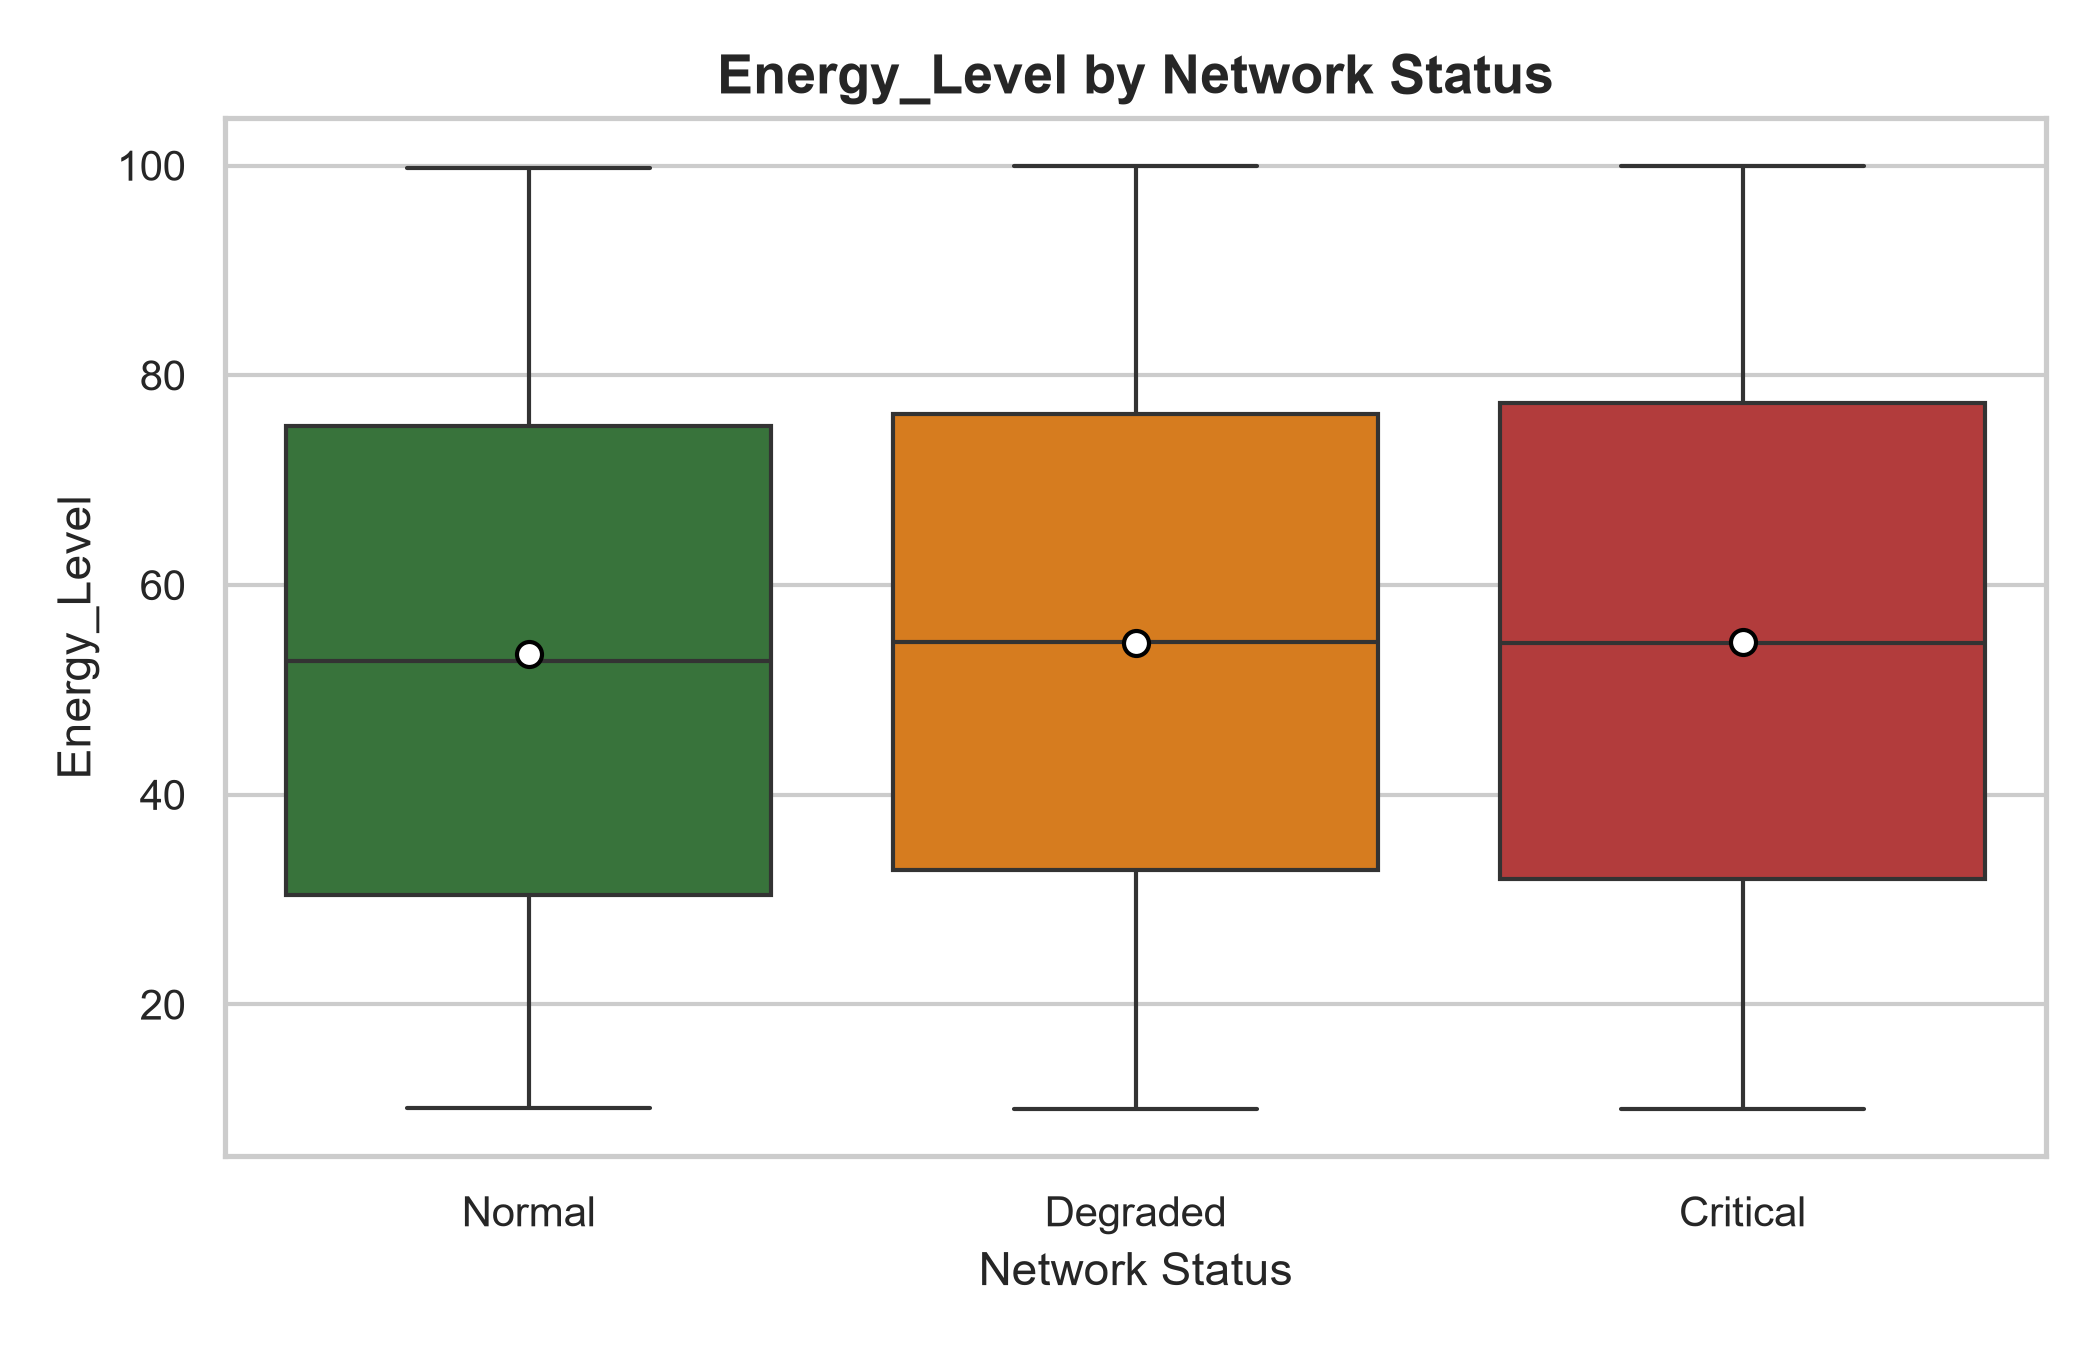 Energy_Level by Network Status
100
80
60
40
20
Energy_Level
Normal
Degraded
Critical
Network Status